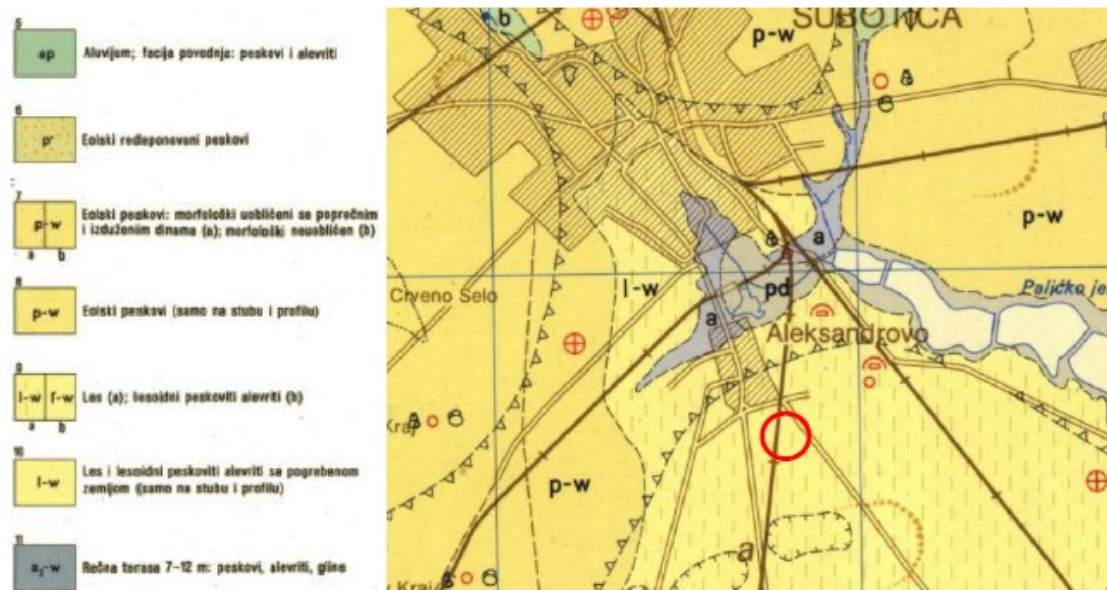 5
ap
Aluvijum; facija povodnja: peskovi i alevriti
6
p'
Eolski redeponovani peskovi
7
p-w
a b
Eolski peskovi: morfološki uobličeni sa poprečnim
i izduženim dinama (a); morfološki neuobličen (b)
8
p-w
Eolski peskovi (samo na stubu i profilu)
9
l-w l'-w
a b
Les (a); lesoidni peskoviti alevriti (b)
10
l-w
Les i lesoidni peskoviti alevriti sa pogrebenom
zemljom (samo na stubu i profilu)
11
a₂-w
Rečna terasa 7-12 m: peskovi, alevriti, gline
b
SUBOTICA
p-w
p-w
a
l-w
pd
Crveno Selo
Paličko je
a
Aleksandrovo
Kraj
p-w
a
Kraj